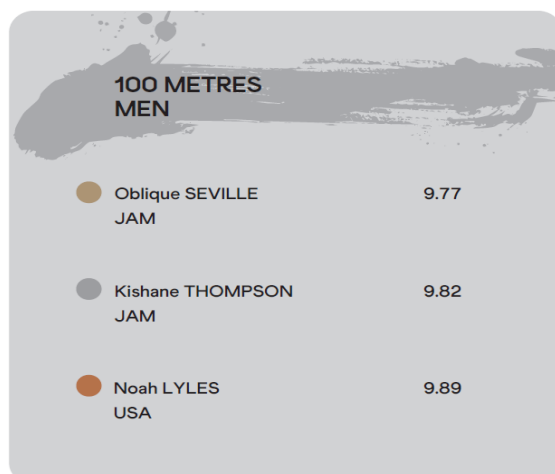 100 METRES
MEN
Oblique SEVILLE 9.77
JAM
Kishane THOMPSON 9.82
JAM
Noah LYLES 9.89
USA